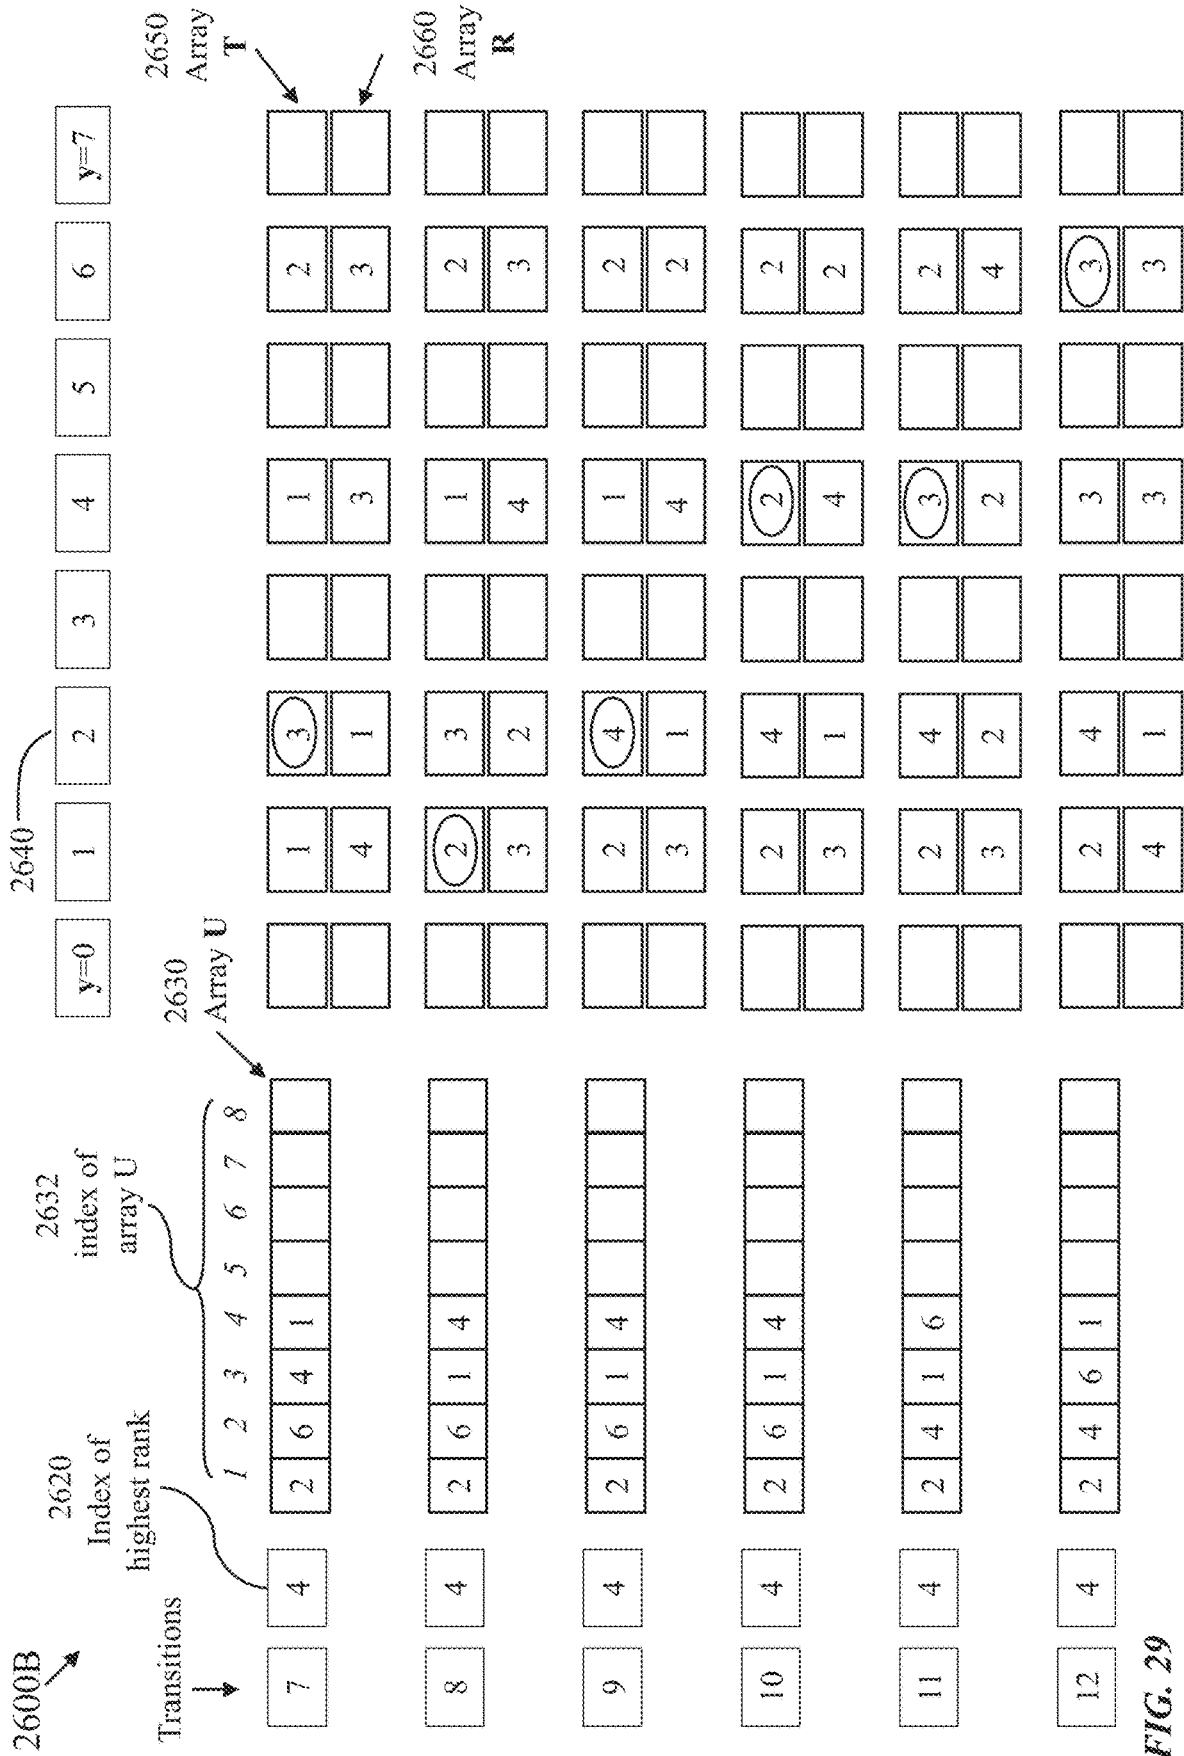 2600B
Transitions
2620
Index of
highest rank
2632
index of
array U
2630
Array U
2640
2650
Array
T
2660
Array
R
y=0 1 2 3 4 5 6 y=7
1 2 3 4 5 6 7 8
7 4 2 6 4 1
1 3 1 2
4 1 3 3
8 4 2 6 1 4
2 3 1 2
3 2 4 3
9 4 2 6 1 4
2 4 1 2
3 1 4 2
10 4 2 6 1 4
2 4 2 2
3 1 4 2
11 4 2 4 1 6
2 4 3 2
3 2 2 4
12 4 2 4 6 1
2 4 3 3
4 1 3 3
FIG. 29